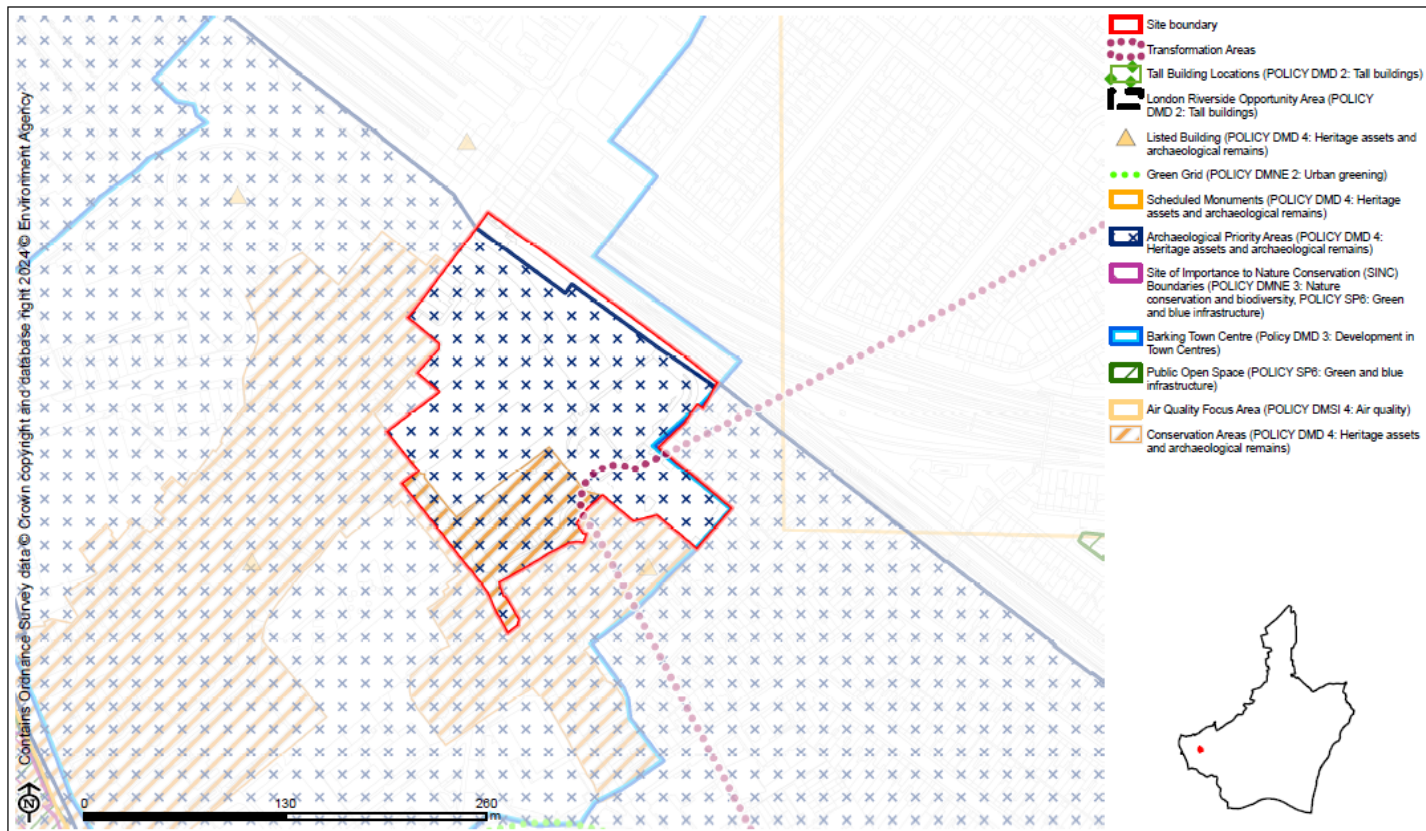 Contains Ordnance Survey data © Crown copyright and database right 2024 © Environment Agency
Site boundary
Transformation Areas
Tall Building Locations (POLICY DMD 2: Tall buildings)
London Riverside Opportunity Area (POLICY
DMD 2: Tall buildings)
Listed Building (POLICY DMD 4: Heritage assets and
archaeological remains)
Green Grid (POLICY DMNE 2: Urban greening)
Scheduled Monuments (POLICY DMD 4: Heritage
assets and archaeological remains)
Archaeological Priority Areas (POLICY DMD 4:
Heritage assets and archaeological remains)
Site of Importance to Nature Conservation (SINC)
Boundaries (POLICY DMNE 3: Nature
conservation and biodiversity, POLICY SP6: Green
and blue infrastructure)
Barking Town Centre (Policy DMD 3: Development in
Town Centres)
Public Open Space (POLICY SP6: Green and blue
infrastructure)
Air Quality Focus Area (POLICY DMSI 4: Air quality)
Conservation Areas (POLICY DMD 4: Heritage assets
and archaeological remains)
N
0 130 260
m